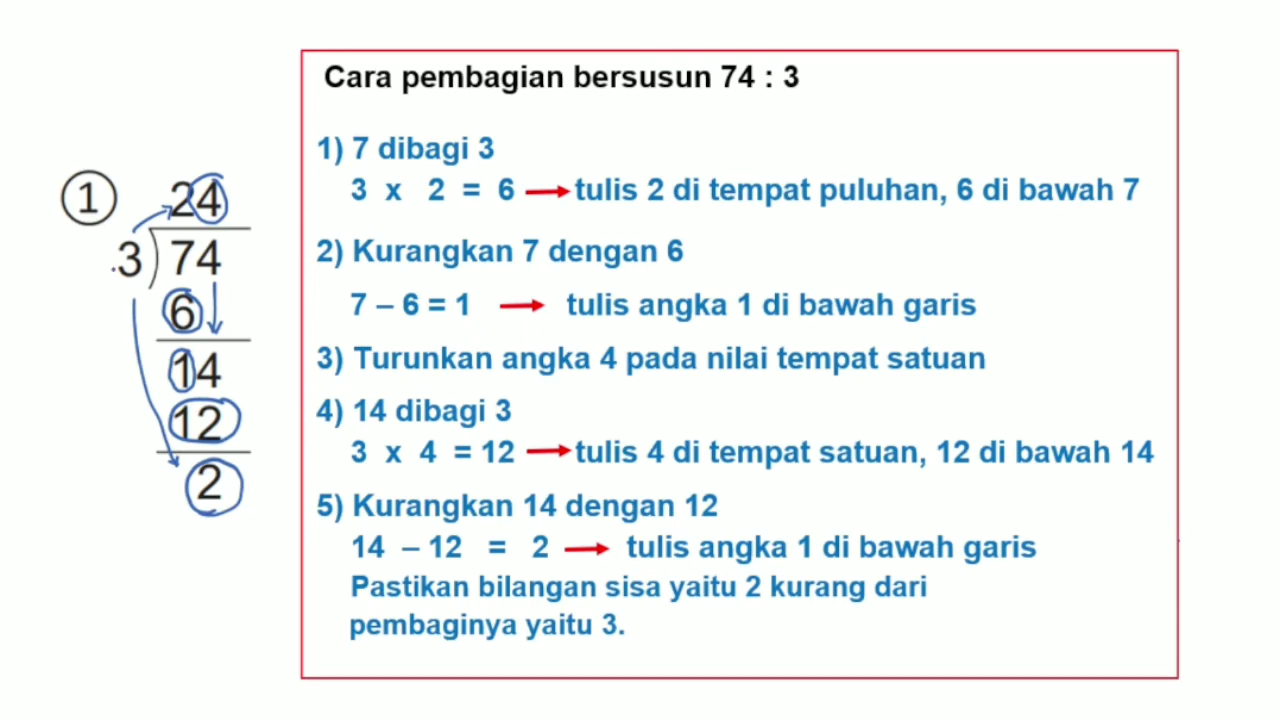 ① 24
3) 74
6
14
12
2
Cara pembagian bersusun 74 : 3
1) 7 dibagi 3
3 x 2 = 6 → tulis 2 di tempat puluhan, 6 di bawah 7
2) Kurangkan 7 dengan 6
7 – 6 = 1 → tulis angka 1 di bawah garis
3) Turunkan angka 4 pada nilai tempat satuan
4) 14 dibagi 3
3 x 4 = 12 → tulis 4 di tempat satuan, 12 di bawah 14
5) Kurangkan 14 dengan 12
14 – 12 = 2 → tulis angka 1 di bawah garis
Pastikan bilangan sisa yaitu 2 kurang dari
pembaginya yaitu 3.